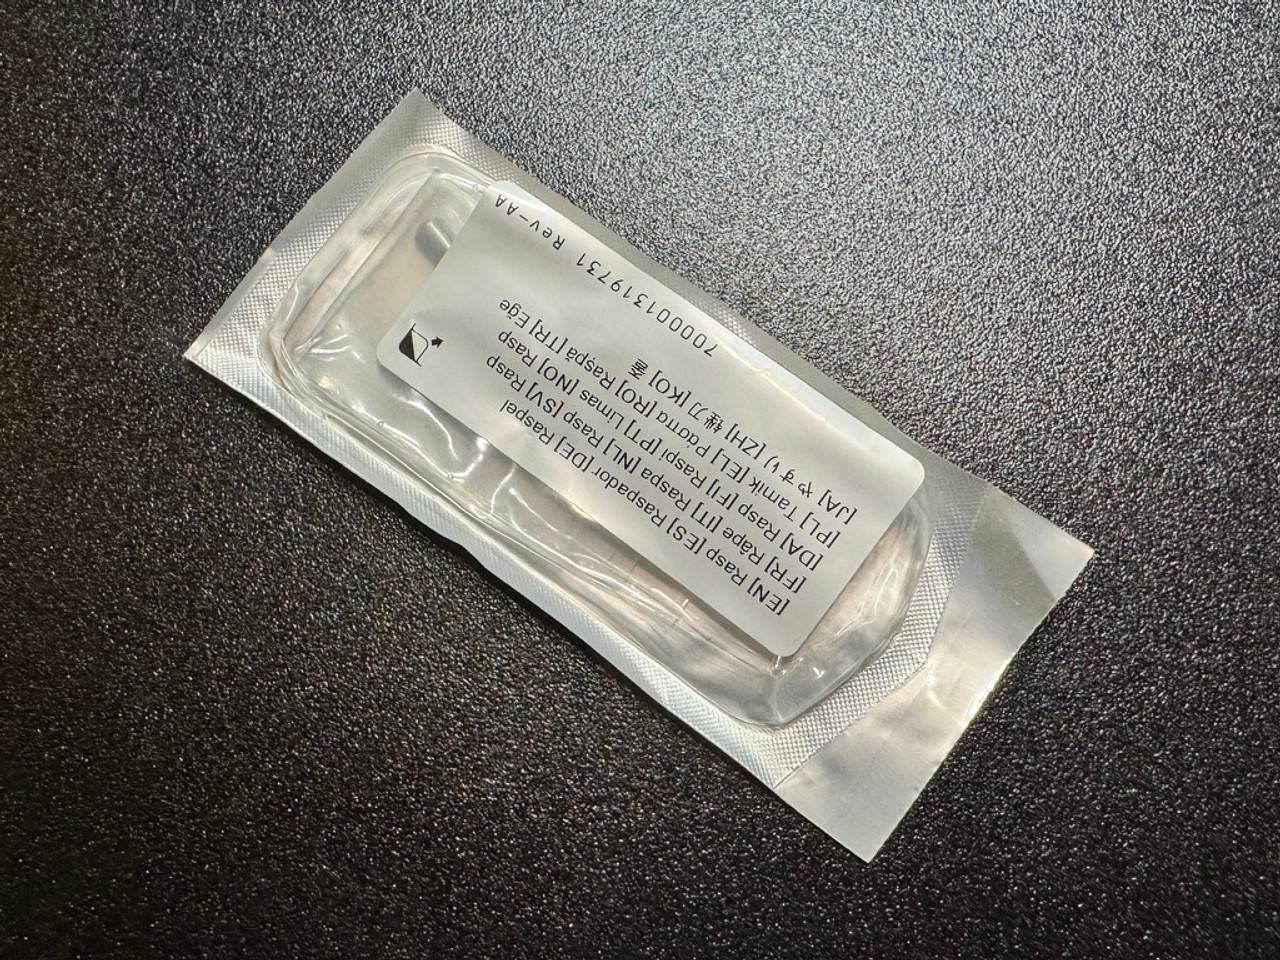 [EN] Rasp [ES] Raspador [DE] Raspel
[FR] Râpe [IT] Raspa [NL] Rasp [SV] Rasp
[DA] Rasp [FI] Raspi [PT] Limas [NO] Rasp
[PL] Tarnik [EL] Ράσπα [RO] Raspă [TR] Eğe
[JA] やすり [ZH] 锉刀 [KO] 줄
700001319731 Rev-AA